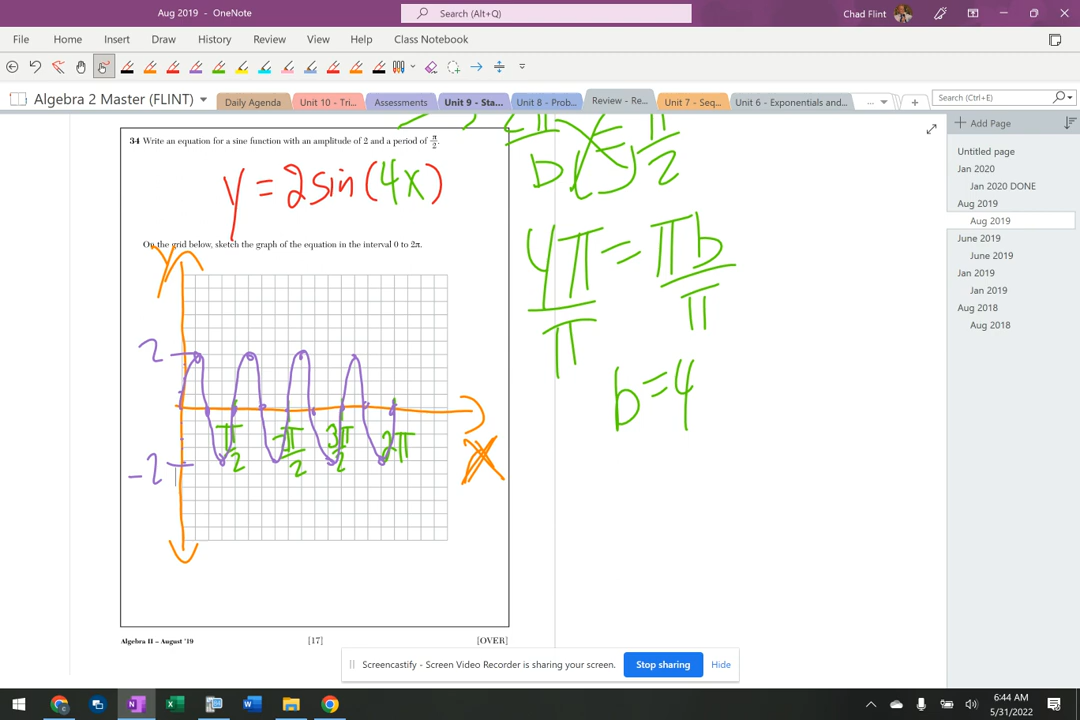 Aug 2019 - OneNote
Search (Alt+Q)
Chad Flint
File Home Insert Draw History Review View Help Class Notebook
Algebra 2 Master (FLINT)
Daily Agenda
Unit 10 - Tri...
Assessments
Unit 9 - Sta...
Unit 8 - Prob...
Review - Re...
Unit 7 - Seq...
Unit 6 - Exponentials and...
...
Search (Ctrl+E)
Add Page
Untitled page
Jan 2020
Jan 2020 DONE
Aug 2019
Aug 2019
June 2019
June 2019
Jan 2019
Jan 2019
Aug 2018
Aug 2018
34 Write an equation for a sine function with an amplitude of 2 and a period of π/2.
y = 2 sin (4x)
On the grid below, sketch the graph of the equation in the interval 0 to 2π.
y
2
-2
π/2
2π/2
3π/2
2π
x
2π/b = π/2
4π/π = πb/π
b=4
Algebra II – August '19
[17]
[OVER]
Screencastify - Screen Video Recorder is sharing your screen.
Stop sharing
Hide
6:44 AM
5/31/2022